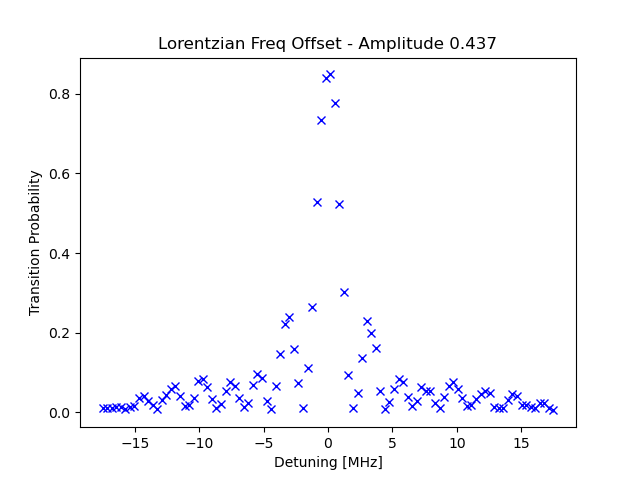 Lorentzian Freq Offset - Amplitude 0.437
Transition Probability
0.8
0.6
0.4
0.2
0.0
−15 −10 −5 0 5 10 15
Detuning [MHz]